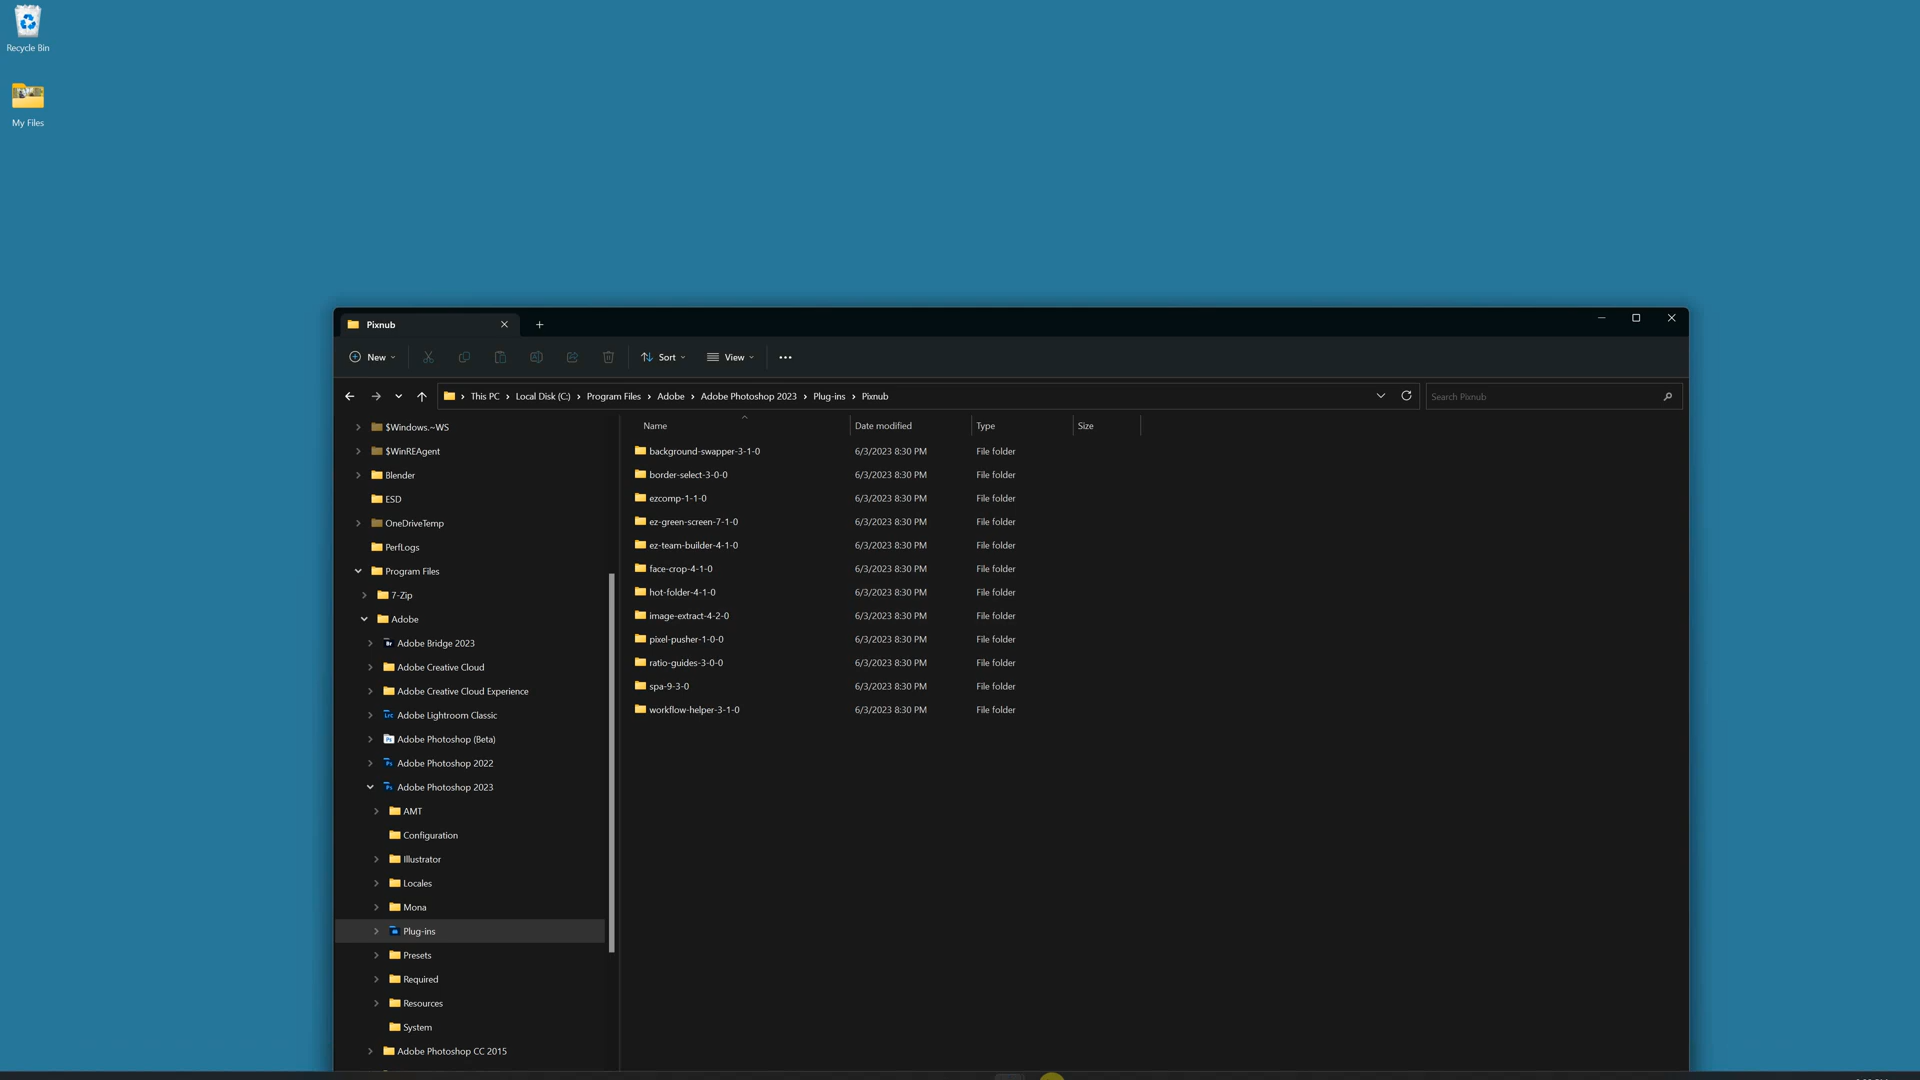 Recycle Bin
My Files
Pixnub
New
Sort
View
This PC > Local Disk (C:) > Program Files > Adobe > Adobe Photoshop 2023 > Plug-ins > Pixnub
Search Pixnub
$Windows.~WS
$WinREAgent
Blender
ESD
OneDriveTemp
PerfLogs
Program Files
7-Zip
Adobe
Adobe Bridge 2023
Adobe Creative Cloud
Adobe Creative Cloud Experience
Adobe Lightroom Classic
Adobe Photoshop (Beta)
Adobe Photoshop 2022
Adobe Photoshop 2023
AMT
Configuration
Illustrator
Locales
Mona
Plug-ins
Presets
Required
Resources
System
Adobe Photoshop CC 2015
Name Date modified Type Size
background-swapper-3-1-0 6/3/2023 8:30 PM File folder
border-select-3-0-0 6/3/2023 8:30 PM File folder
ezcomp-1-1-0 6/3/2023 8:30 PM File folder
ez-green-screen-7-1-0 6/3/2023 8:30 PM File folder
ez-team-builder-4-1-0 6/3/2023 8:30 PM File folder
face-crop-4-1-0 6/3/2023 8:30 PM File folder
hot-folder-4-1-0 6/3/2023 8:30 PM File folder
image-extract-4-2-0 6/3/2023 8:30 PM File folder
pixel-pusher-1-0-0 6/3/2023 8:30 PM File folder
ratio-guides-3-0-0 6/3/2023 8:30 PM File folder
spa-9-3-0 6/3/2023 8:30 PM File folder
workflow-helper-3-1-0 6/3/2023 8:30 PM File folder